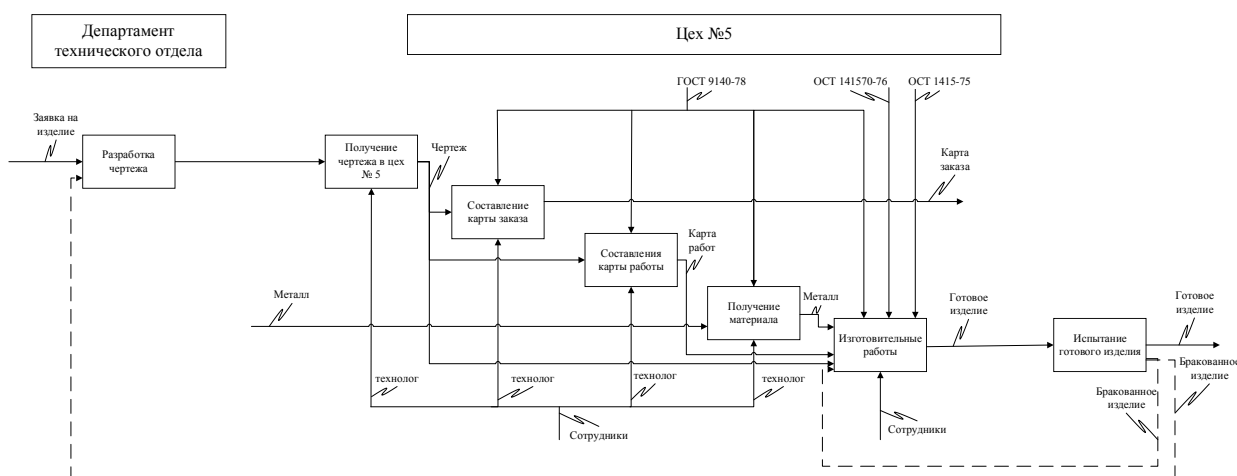 Департамент
технического отдела
Цех №5
ГОСТ 9140-78
ОСТ 141570-76
ОСТ 1415-75
Заявка на
изделие
Разработка
чертежа
Получение
чертежа в цех
№ 5
Чертеж
Карта
заказа
Составление
карты заказа
Составления
карты работы
Карта
работ
Металл
Получение
материала
Металл
Изготовительные
работы
Готовое
изделие
Испытание
готового изделия
Готовое
изделие
Бракованное
изделие
Бракованное
изделие
технолог
технолог
технолог
технолог
Сотрудники
Сотрудники